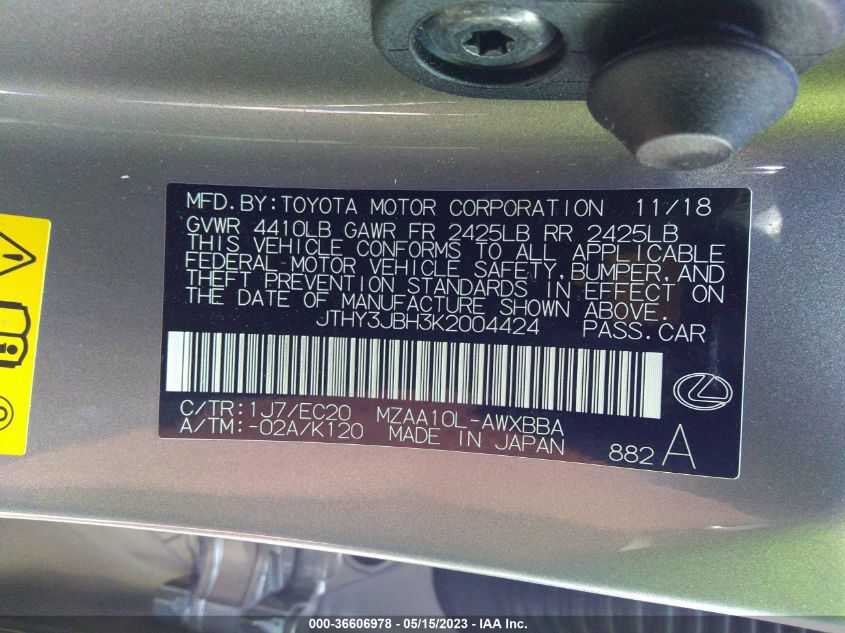 MFD. BY: TOYOTA MOTOR CORPORATION 11/18
GVWR 4410LB GAWR FR 2425LB RR 2425LB
THIS VEHICLE CONFORMS TO ALL APPLICABLE
FEDERAL MOTOR VEHICLE SAFETY, BUMPER, AND
THEFT PREVENTION STANDARDS IN EFFECT ON
THE DATE OF MANUFACTURE SHOWN ABOVE.
JTHY3JBH3K2004424 PASS. CAR
C/TR: 1J7/EC20 MZAA10L-AWXBBA
A/TM: -02A/K120 MADE IN JAPAN
882 A
000-36606978 - 05/15/2023 - IAA Inc.